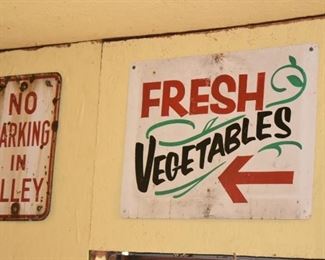 NO
ARKING
IN
LLEY
FRESH
VEGETABLES